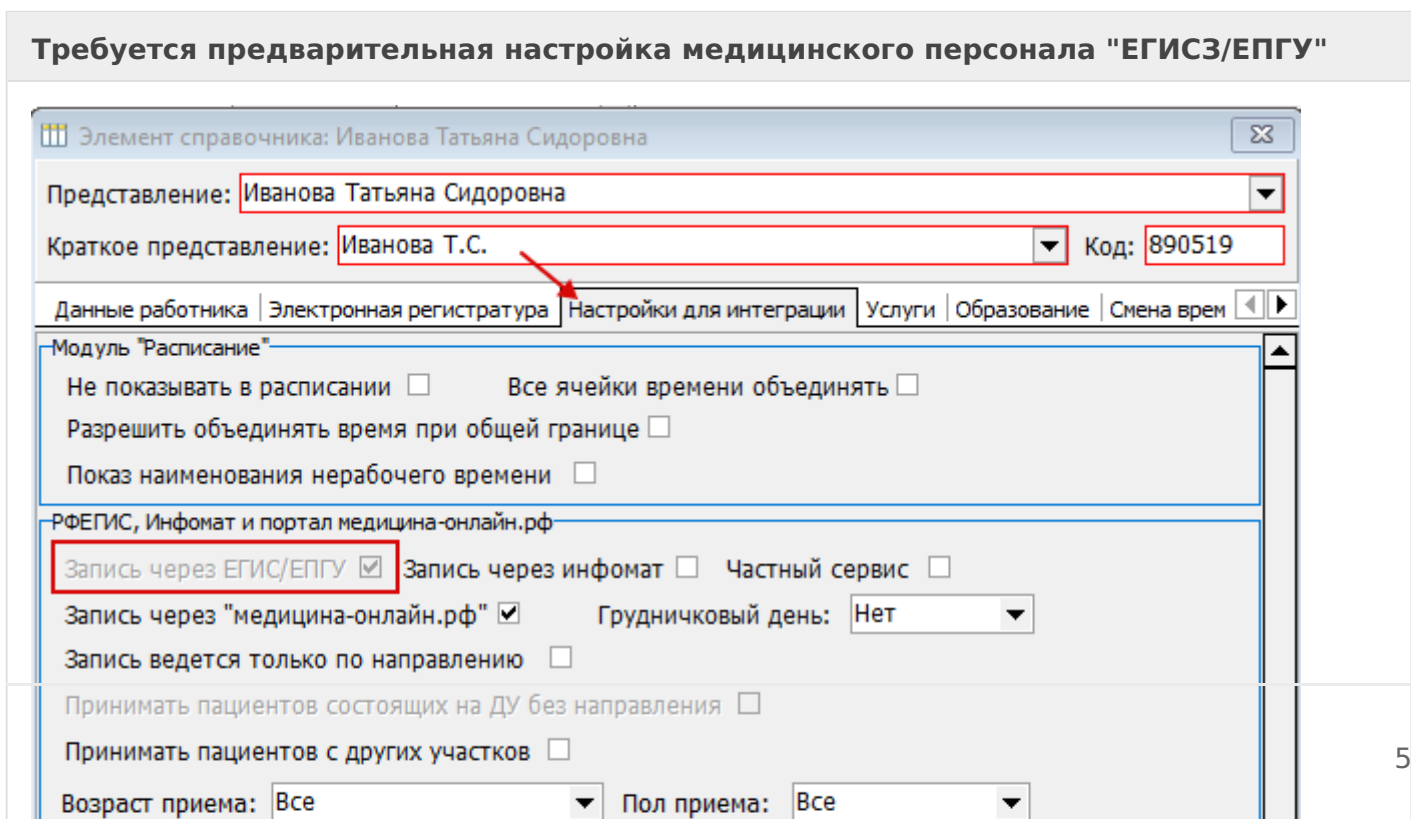 Требуется предварительная настройка медицинского персонала "ЕГИСЗ/ЕПГУ"
Элемент справочника: Иванова Татьяна Сидоровна
Представление: Иванова Татьяна Сидоровна
Краткое представление: Иванова Т.С. Код: 890519
Данные работника Электронная регистратура Настройки для интеграции Услуги Образование Смена врем
Модуль "Расписание"
Не показывать в расписании Все ячейки времени объединять
Разрешить объединять время при общей границе
Показ наименования нерабочего времени
РФЕГИС, Инфомат и портал медицина-онлайн.рф
Запись через ЕГИС/ЕПГУ Запись через инфомат Частный сервис
Запись через "медицина-онлайн.рф" Грудничковый день: Нет
Запись ведется только по направлению
Принимать пациентов состоящих на ДУ без направления
Принимать пациентов с других участков
5
Возраст приема: Все Пол приема: Все